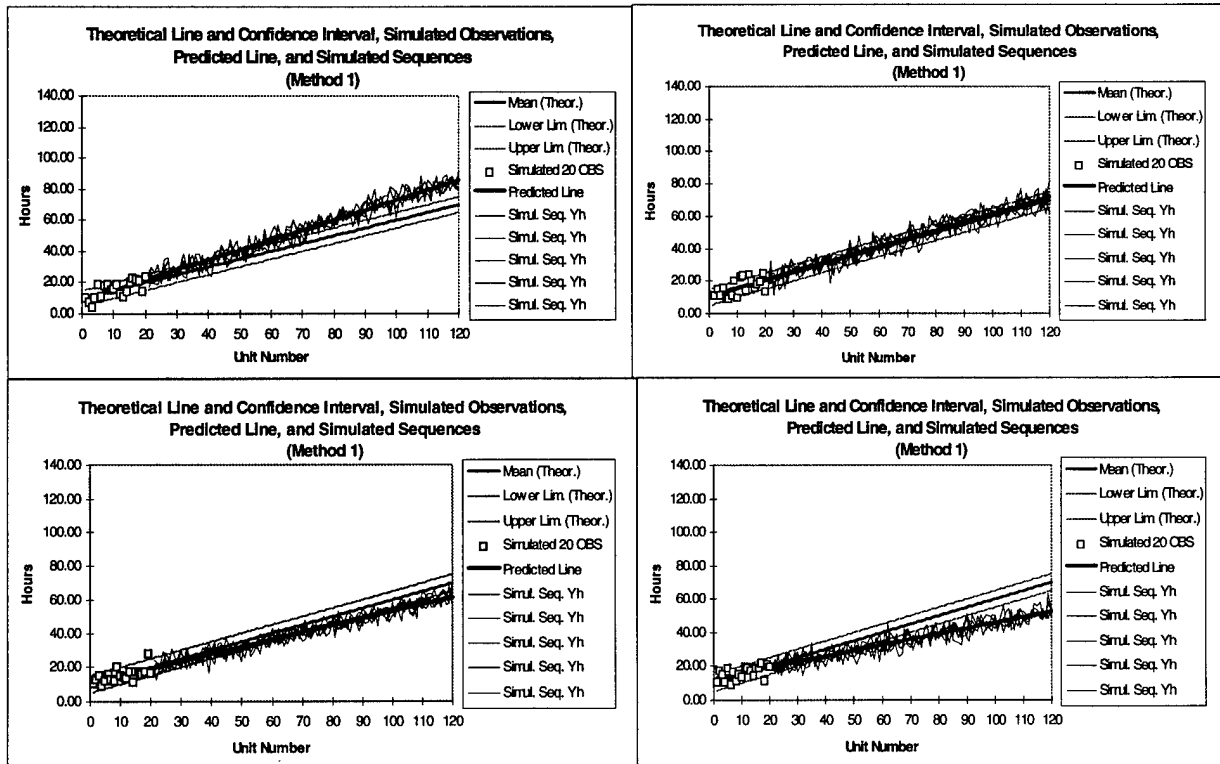 Theoretical Line and Confidence Interval, Simulated Observations,
Predicted Line, and Simulated Sequences
(Method 1)
140.00
120.00
100.00
80.00
60.00
40.00
20.00
0.00
Hours
0 10 20 30 40 50 60 70 80 90 100 110 120
Unit Number
Mean (Theor.)
Lower Lim. (Theor.)
Upper Lim. (Theor.)
Simulated 20 OBS
Predicted Line
Simul. Seq. Yh
Simul. Seq. Yh
Simul. Seq. Yh
Simul. Seq. Yh
Simul. Seq. Yh
Theoretical Line and Confidence Interval, Simulated Observations,
Predicted Line, and Simulated Sequences
(Method 1)
140.00
120.00
100.00
80.00
60.00
40.00
20.00
0.00
Hours
0 10 20 30 40 50 60 70 80 90 100 110 120
Unit Number
Mean (Theor.)
Lower Lim. (Theor.)
Upper Lim. (Theor.)
Simulated 20 OBS
Predicted Line
Simul. Seq. Yh
Simul. Seq. Yh
Simul. Seq. Yh
Simul. Seq. Yh
Simul. Seq. Yh
Theoretical Line and Confidence Interval, Simulated Observations,
Predicted Line, and Simulated Sequences
(Method 1)
140.00
120.00
100.00
80.00
60.00
40.00
20.00
0.00
Hours
0 10 20 30 40 50 60 70 80 90 100 110 120
Unit Number
Mean (Theor.)
Lower Lim. (Theor.)
Upper Lim. (Theor.)
Simulated 20 OBS
Predicted Line
Simul. Seq. Yh
Simul. Seq. Yh
Simul. Seq. Yh
Simul. Seq. Yh
Simul. Seq. Yh
Theoretical Line and Confidence Interval, Simulated Observations,
Predicted Line, and Simulated Sequences
(Method 1)
140.00
120.00
100.00
80.00
60.00
40.00
20.00
0.00
Hours
0 10 20 30 40 50 60 70 80 90 100 110 120
Unit Number
Mean (Theor.)
Lower Lim. (Theor.)
Upper Lim. (Theor.)
Simulated 20 OBS
Predicted Line
Simul. Seq. Yh
Simul. Seq. Yh
Simul. Seq. Yh
Simul. Seq. Yh
Simul. Seq. Yh